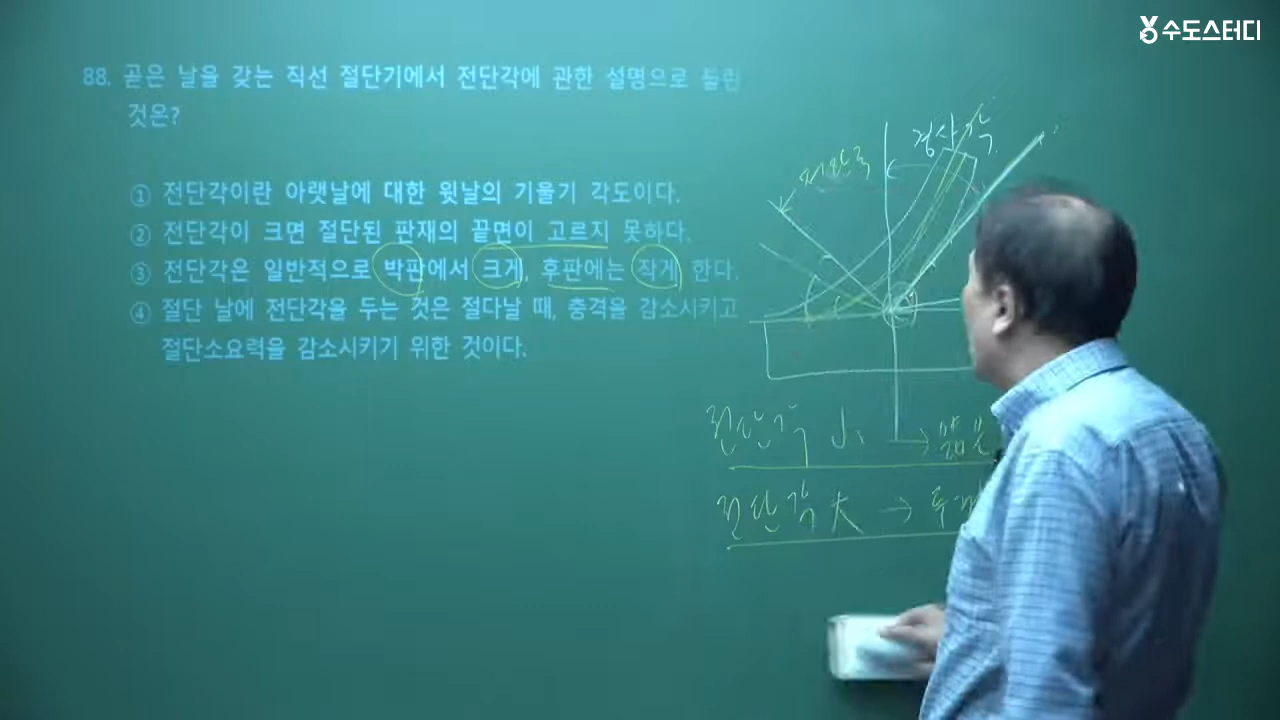 수도스터디
88. 곧은 날을 갖는 직선 절단기에서 전단각에 관한 설명으로 틀린
것은?
① 전단각이란 아랫날에 대한 윗날의 기울기 각도이다.
② 전단각이 크면 절단된 판재의 끝면이 고르지 못하다.
③ 전단각은 일반적으로 박판에서 크게, 후판에는 작게 한다.
④ 절단 날에 전단각을 두는 것은 절다날 때, 충격을 감소시키고
절단소요력을 감소시키기 위한 것이다.
경사각
전단각 小 →
전단각 大 →